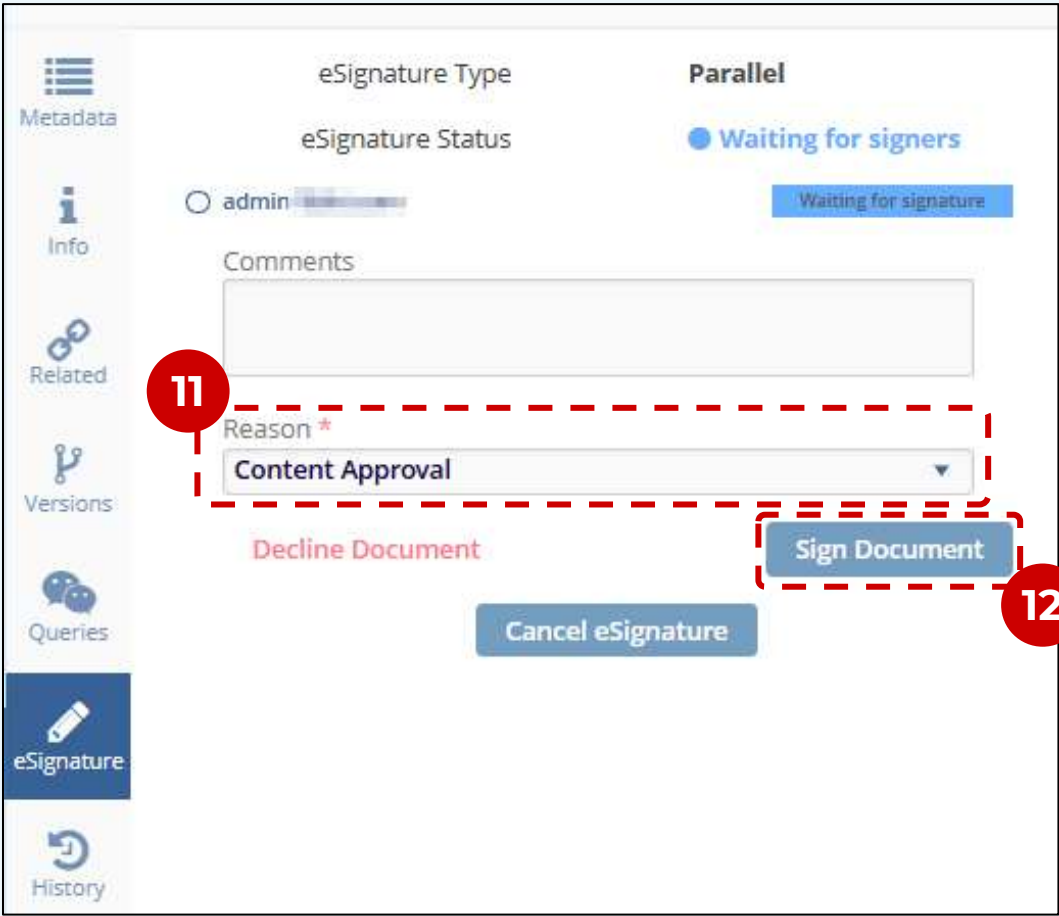 Metadata
Info
Related
Versions
Queries
eSignature
History
eSignature Type Parallel
eSignature Status Waiting for signers
admin Waiting for signature
Comments
11
Reason *
Content Approval
Decline Document Sign Document
12
Cancel eSignature